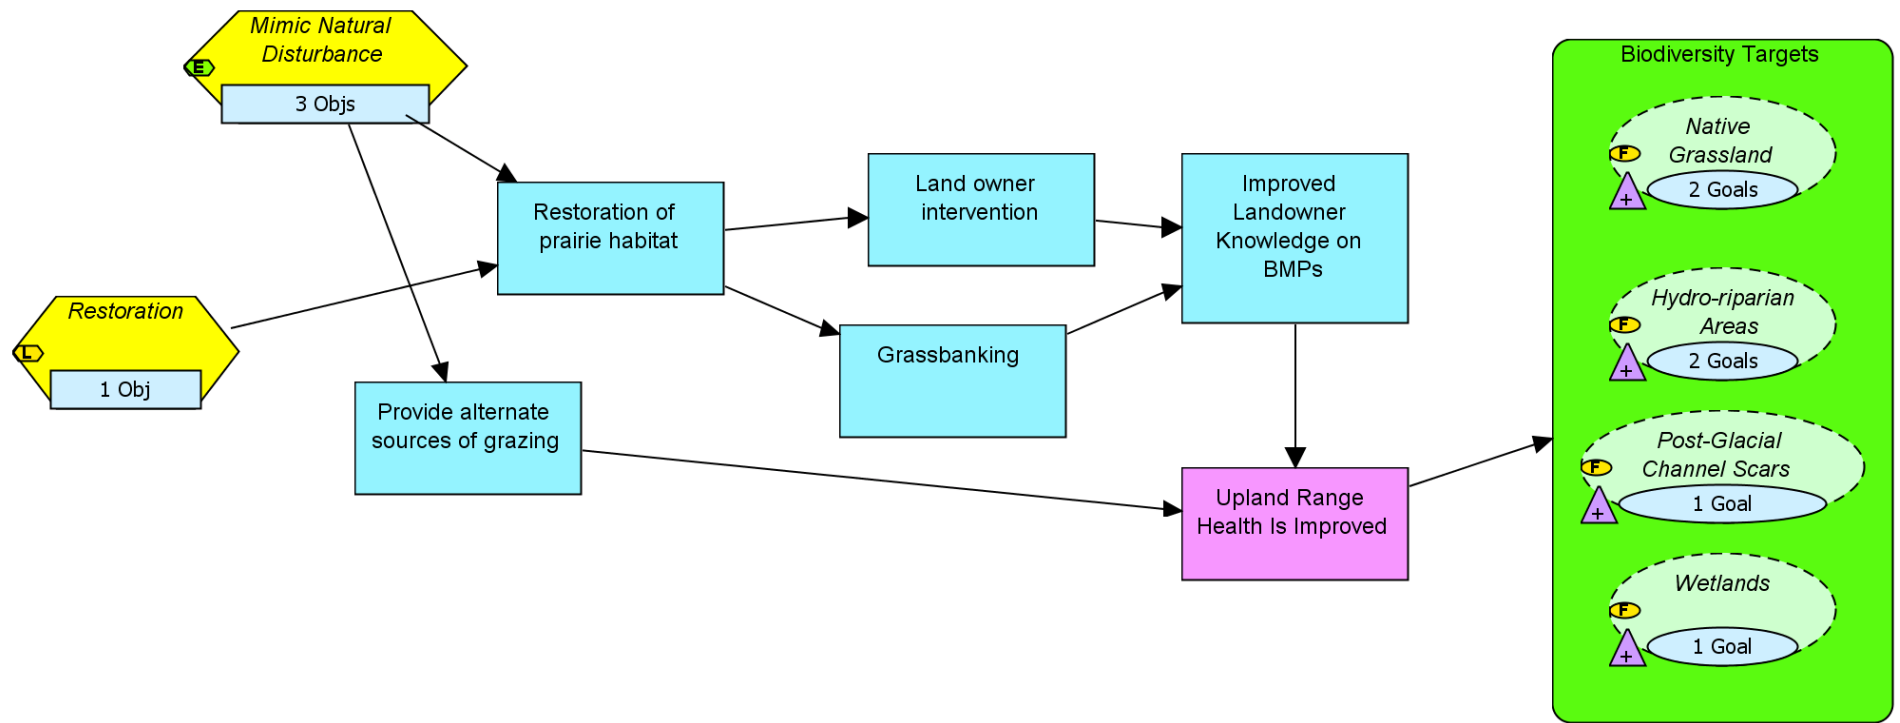 Mimic Natural
Disturbance
E
3 Objs
Restoration
L
1 Obj
Restoration of
prairie habitat
Provide alternate
sources of grazing
Land owner
intervention
Grassbanking
Improved
Landowner
Knowledge on
BMPs
Upland Range
Health Is Improved
Biodiversity Targets
Native
Grassland
F
2 Goals
+
Hydro-riparian
Areas
F
2 Goals
+
Post-Glacial
Channel Scars
F
1 Goal
+
Wetlands
F
1 Goal
+